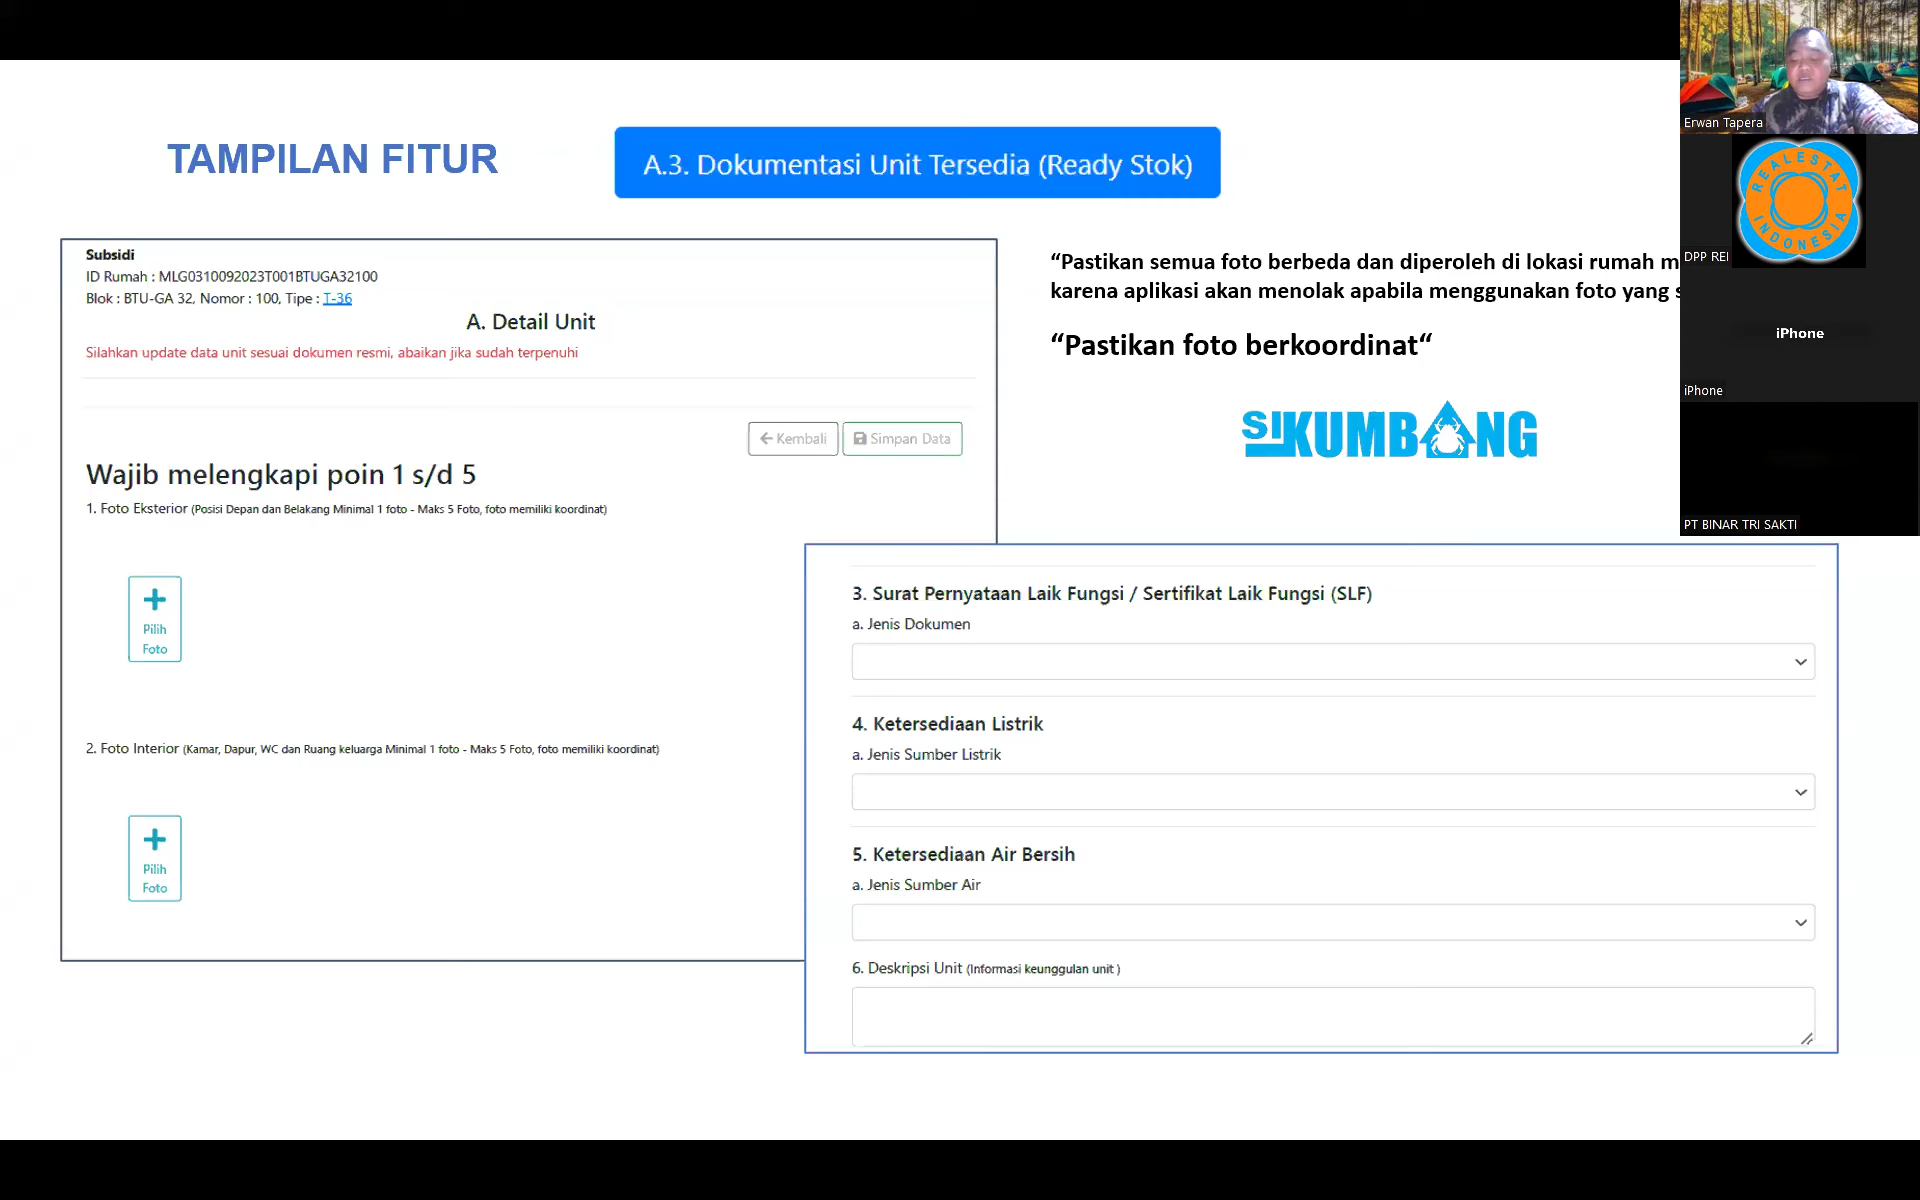 TAMPILAN FITUR
A.3. Dokumentasi Unit Tersedia (Ready Stok)
Subsidi
ID Rumah : MLG0310092023T001BTUGA32100
Blok : BTU-GA 32, Nomor : 100, Tipe : T-36
A. Detail Unit
Silahkan update data unit sesuai dokumen resmi, abaikan jika sudah terpenuhi
Kembali
Simpan Data
Wajib melengkapi poin 1 s/d 5
1. Foto Eksterior (Posisi Depan dan Belakang Minimal 1 foto - Maks 5 Foto, foto memiliki koordinat)
Pilih
Foto
2. Foto Interior (Kamar, Dapur, WC dan Ruang keluarga Minimal 1 foto - Maks 5 Foto, foto memiliki koordinat)
Pilih
Foto
“Pastikan semua foto berbeda dan diperoleh di lokasi rumah
karena aplikasi akan menolak apabila menggunakan foto yang
“Pastikan foto berkoordinat“
SIKUMBANG
3. Surat Pernyataan Laik Fungsi / Sertifikat Laik Fungsi (SLF)
a. Jenis Dokumen
4. Ketersediaan Listrik
a. Jenis Sumber Listrik
5. Ketersediaan Air Bersih
a. Jenis Sumber Air
6. Deskripsi Unit (Informasi keunggulan unit )
Erwan Tapera
REALESTAT
INDONESIA
DPP REI
iPhone
iPhone
PT BINAR TRI SAKTI